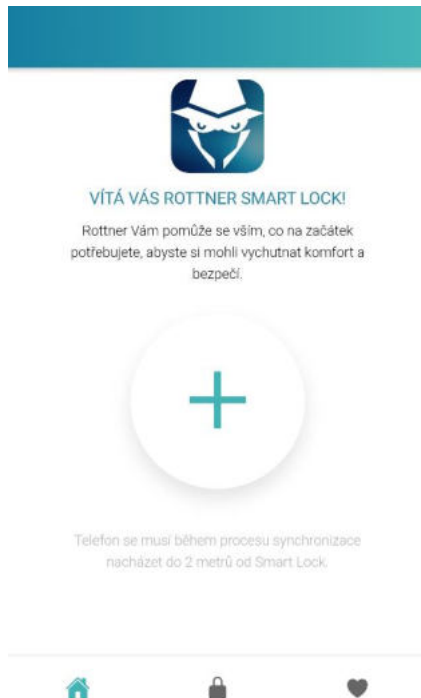 VÍTÁ VÁS ROTTNER SMART LOCK!
Rottner Vám pomůže se vším, co na začátek
potřebujete, abyste si mohli vychutnat komfort a
bezpečí.
Telefon se musí během procesu synchronizace
nacházet do 2 metrů od Smart Lock.